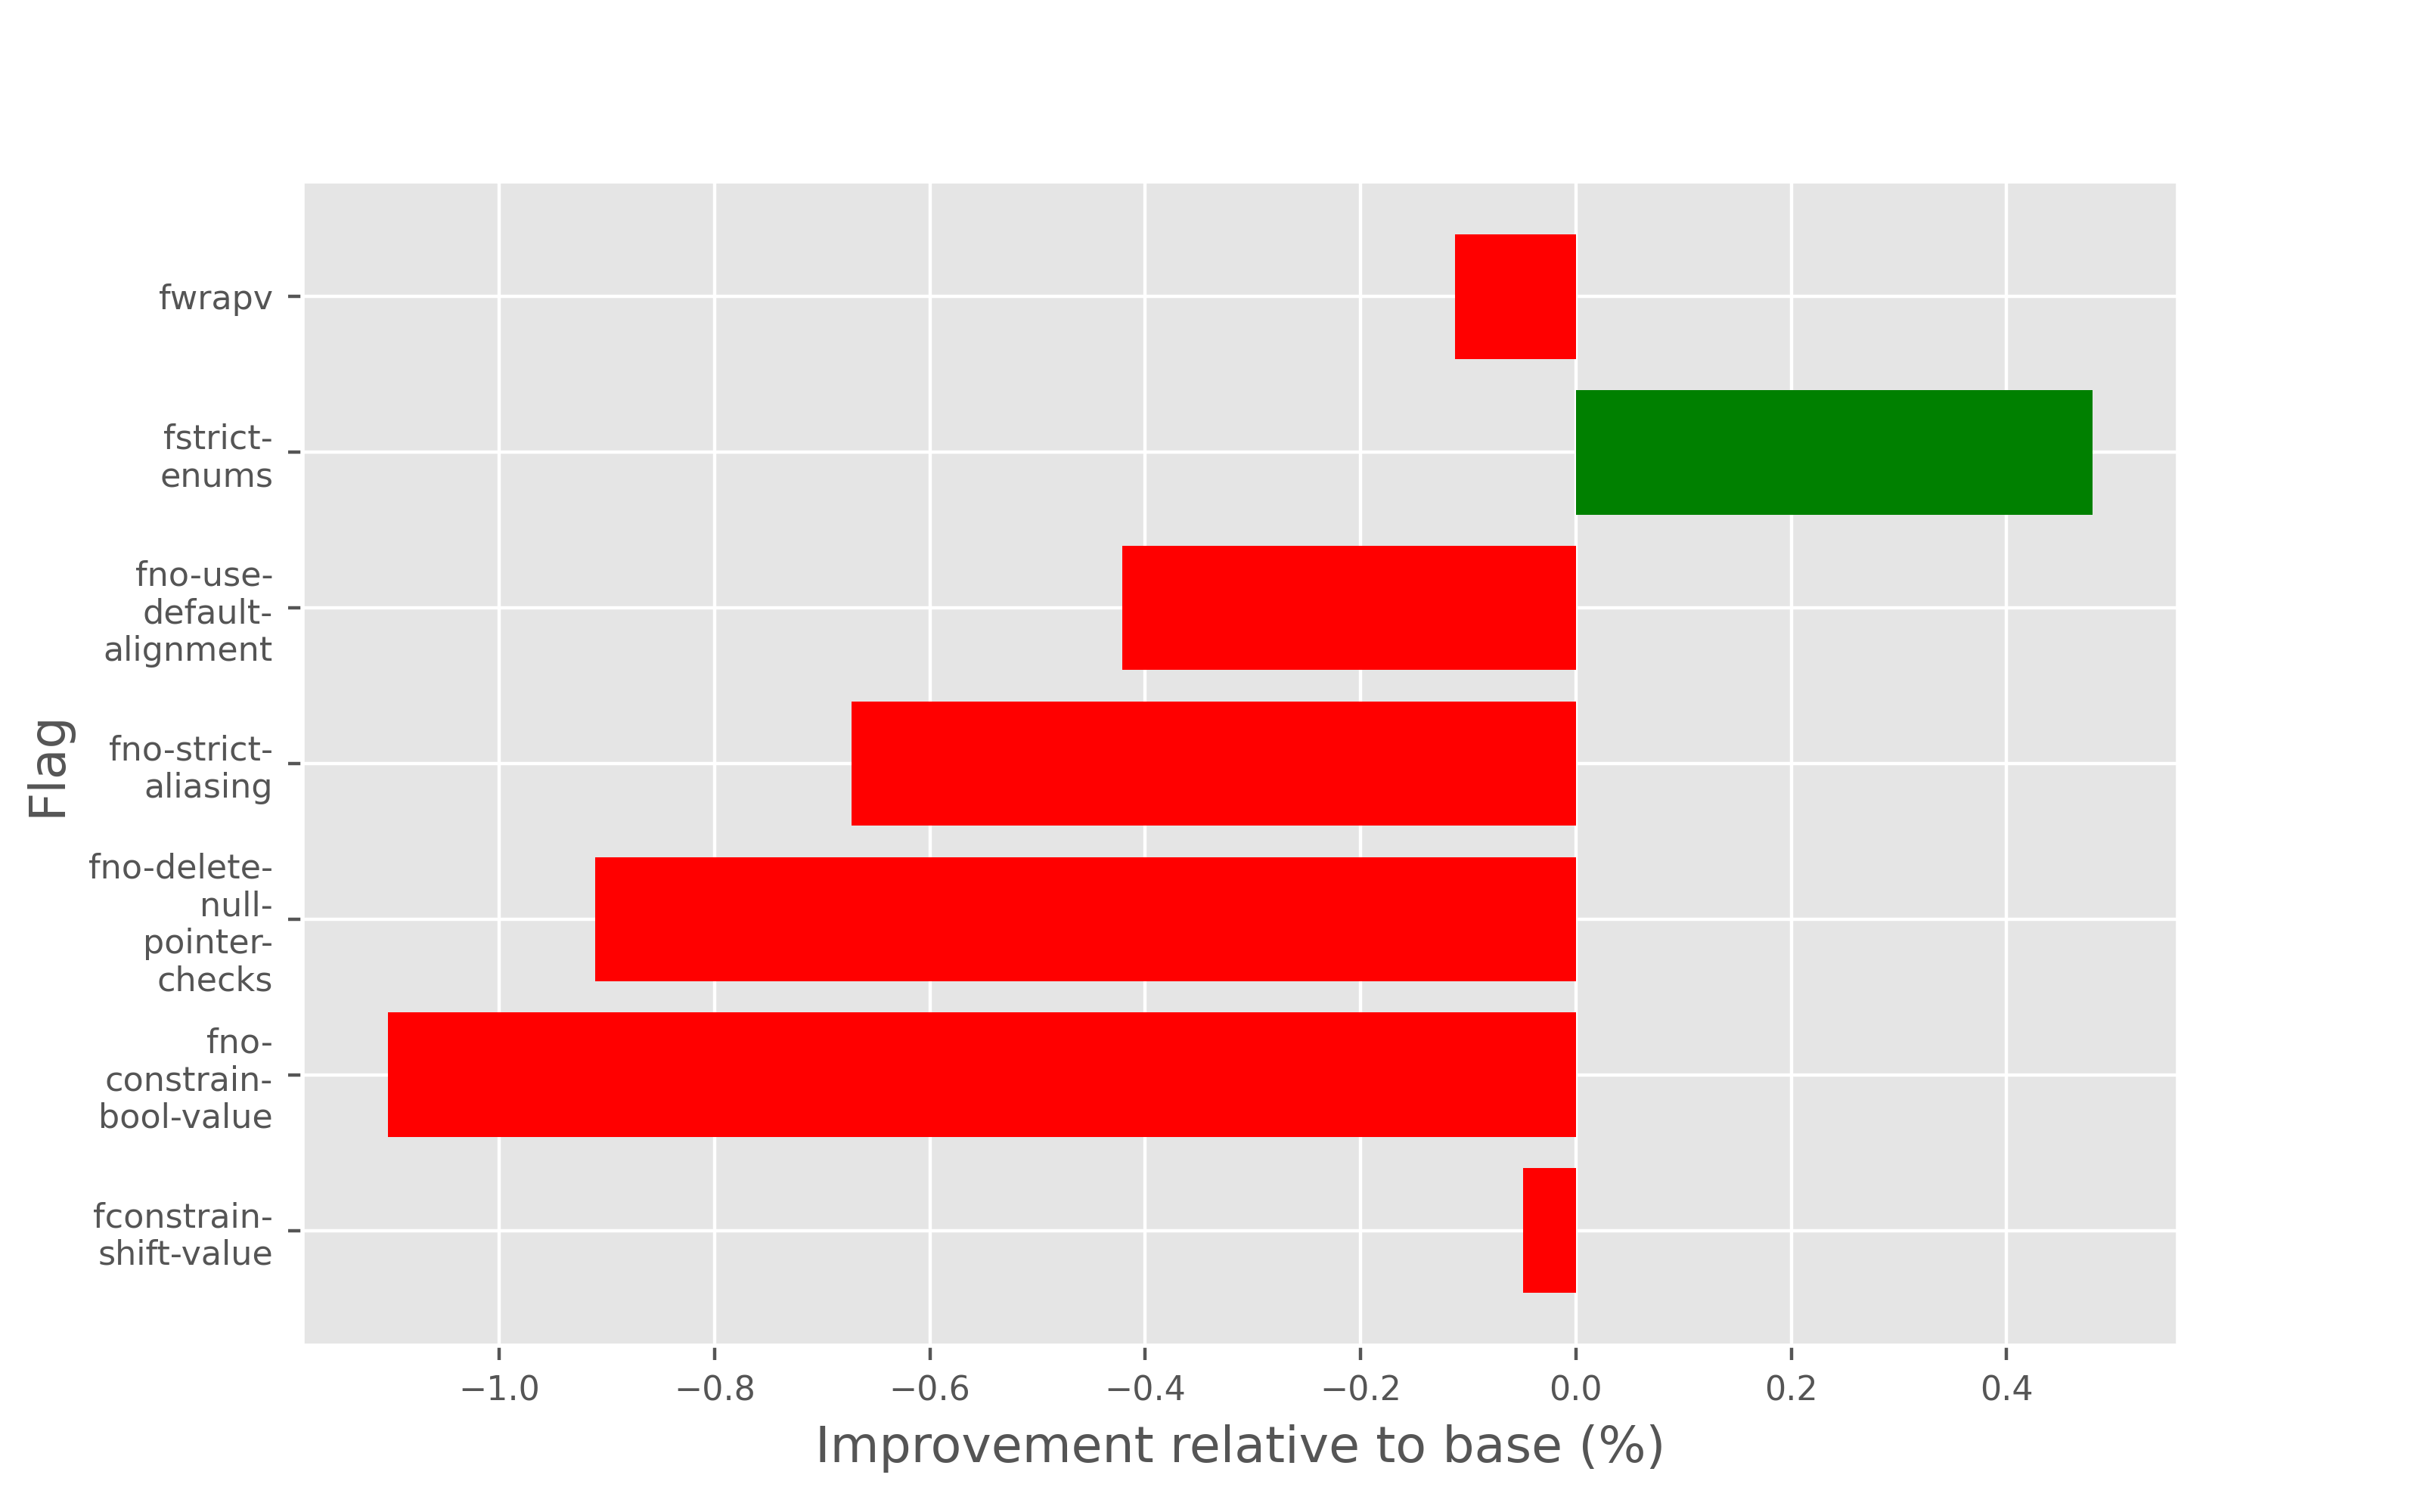 fwrapv
fstrict-
enums
fno-use-
default-
alignment
fno-strict-
aliasing
fno-delete-
null-
pointer-
checks
fno-
constrain-
bool-value
fconstrain-
shift-value
Flag
−1.0 −0.8 −0.6 −0.4 −0.2 0.0 0.2 0.4
Improvement relative to base (%)